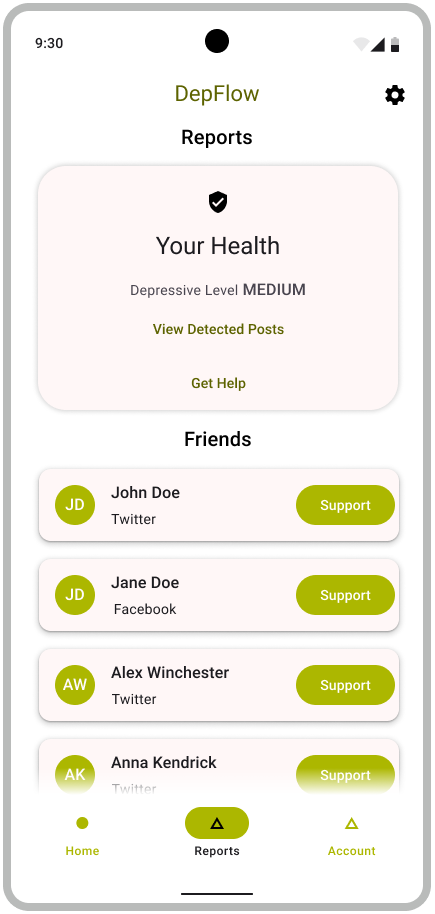 9:30
DepFlow
Reports
Your Health
Depressive Level MEDIUM
View Detected Posts
Get Help
Friends
JD
John Doe
Twitter
Support
JD
Jane Doe
Facebook
Support
AW
Alex Winchester
Twitter
Support
AK
Anna Kendrick
Twitter
Support
Home
Reports
Account